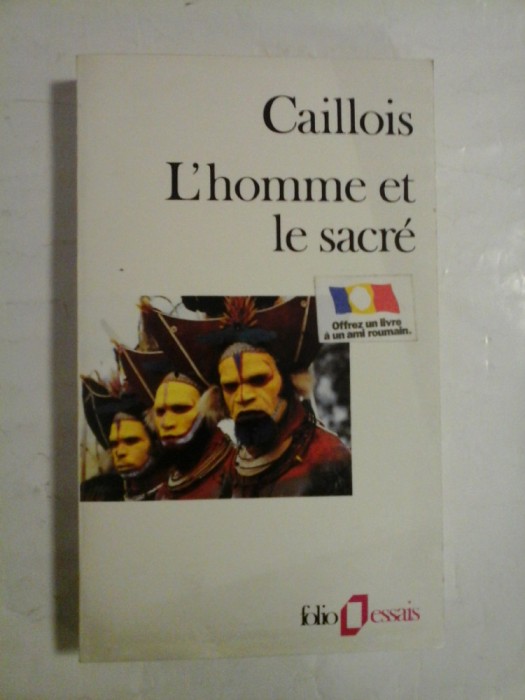 Caillois
L'homme et
le sacré
Offrez un livre
à un ami roumain.
folio essais